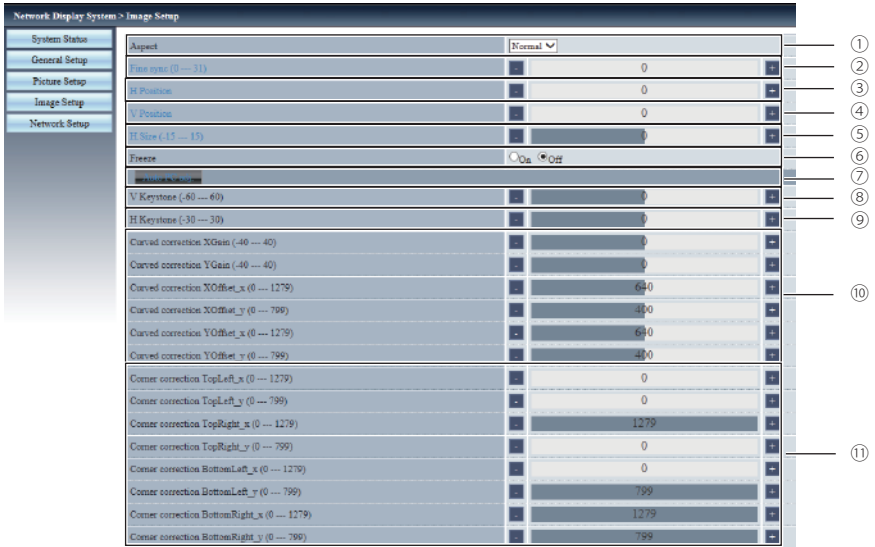 Network Display System > Image Setup
System Status
General Setup
Picture Setup
Image Setup
Network Setup
Aspect Normal ①
Fine sync (0 --- 31) - 0 + ②
H Position - 0 + ③
V Position - 0 + ④
H Size (-15 --- 15) - 0 + ⑤
Freeze On Off ⑥
⑦
V Keystone (-60 --- 60) - 0 + ⑧
H Keystone (-30 --- 30) - 0 + ⑨
Curved correction XGain (-40 --- 40) - 0 +
Curved correction YGain (-40 --- 40) - 0 +
Curved correction XOffset_x (0 --- 1279) - 640 + ⑩
Curved correction XOffset_y (0 --- 799) - 400 +
Curved correction YOffset_x (0 --- 1279) - 640 +
Curved correction YOffset_y (0 --- 799) - 400 +
Corner correction TopLeft_x (0 --- 1279) - 0 +
Corner correction TopLeft_y (0 --- 799) - 0 +
Corner correction TopRight_x (0 --- 1279) - 1279 +
Corner correction TopRight_y (0 --- 799) - 0 + ⑪
Corner correction BottomLeft_x (0 --- 1279) - 0 +
Corner correction BottomLeft_y (0 --- 799) - 799 +
Corner correction BottomRight_x (0 --- 1279) - 1279 +
Corner correction BottomRight_y (0 --- 799) - 799 +